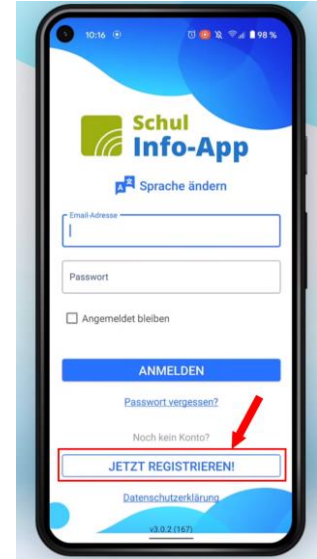 10:16
98 %
Schul
Info-App
Sprache ändern
Email-Adresse
Passwort
Angemeldet bleiben
ANMELDEN
Passwort vergessen?
Noch kein Konto?
JETZT REGISTRIEREN!
Datenschutzerklärung
v3.0.2 (167)